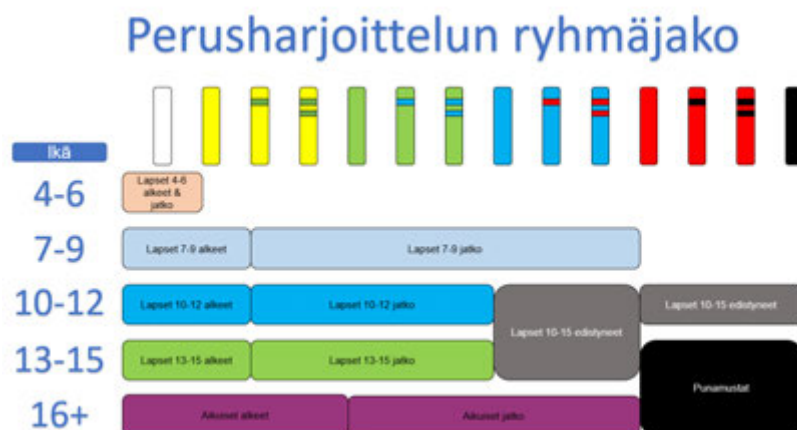 Perusharjoittelun ryhmäjako
Ikä
4-6
Lapset 4-6
alkeet &
jatko
7-9
Lapset 7-9 alkeet
Lapset 7-9 jatko
10-12
Lapset 10-12 alkeet
Lapset 10-12 jatko
Lapset 10-15 edistyneet
Lapset 10-15 edistyneet
13-15
Lapset 13-15 alkeet
Lapset 13-15 jatko
Punamustat
16+
Aikuiset alkeet
Aikuiset jatko